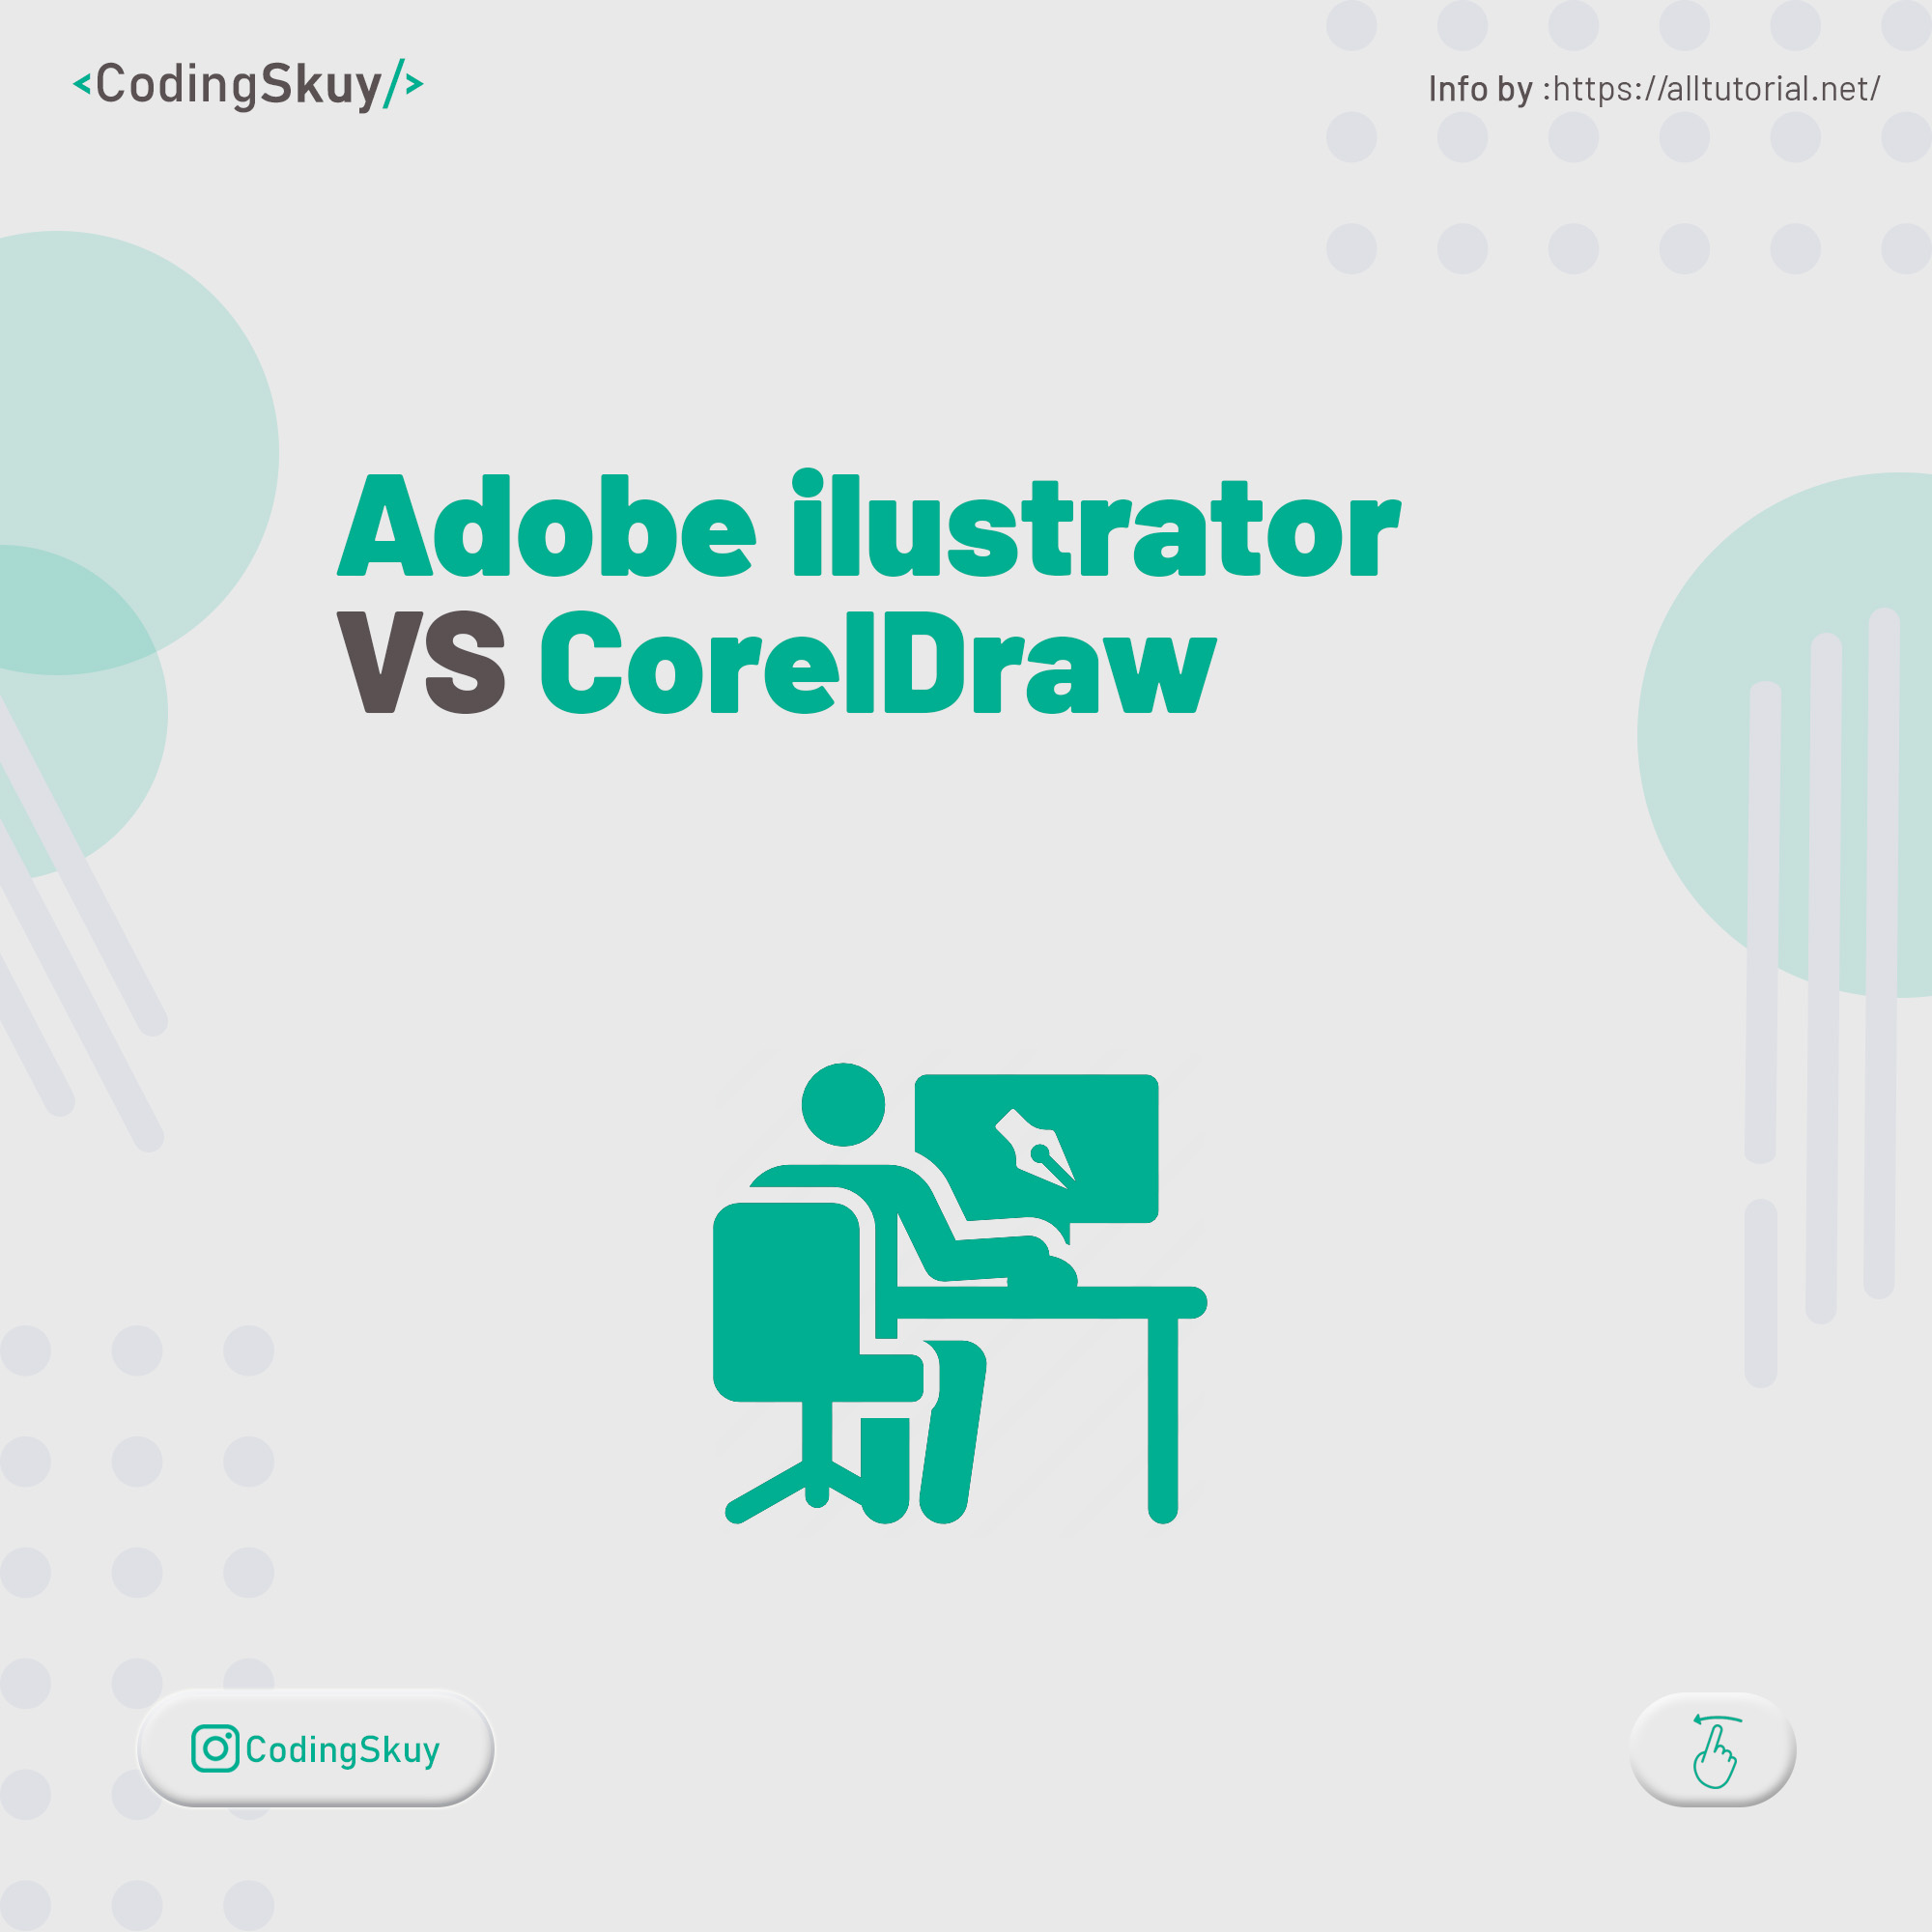 <CodingSkuy/>
Info by :https://alltutorial.net/
Adobe ilustrator
VS CorelDraw
CodingSkuy